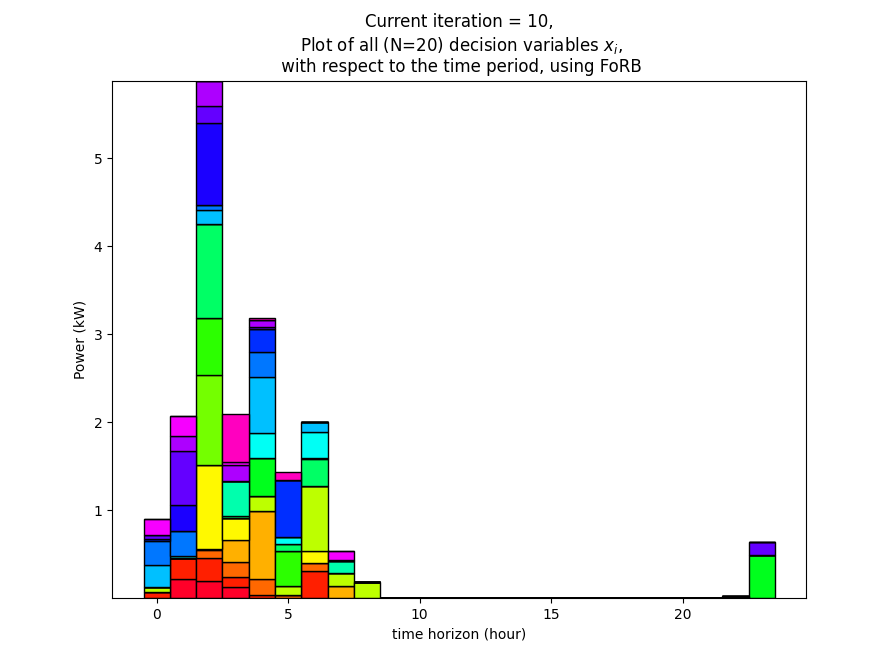 Current iteration = 10,
Plot of all (N=20) decision variables $x_i$,
with respect to the time period, using FoRB
5
4
3
2
1
Power (kW)
0 5 10 15 20
time horizon (hour)